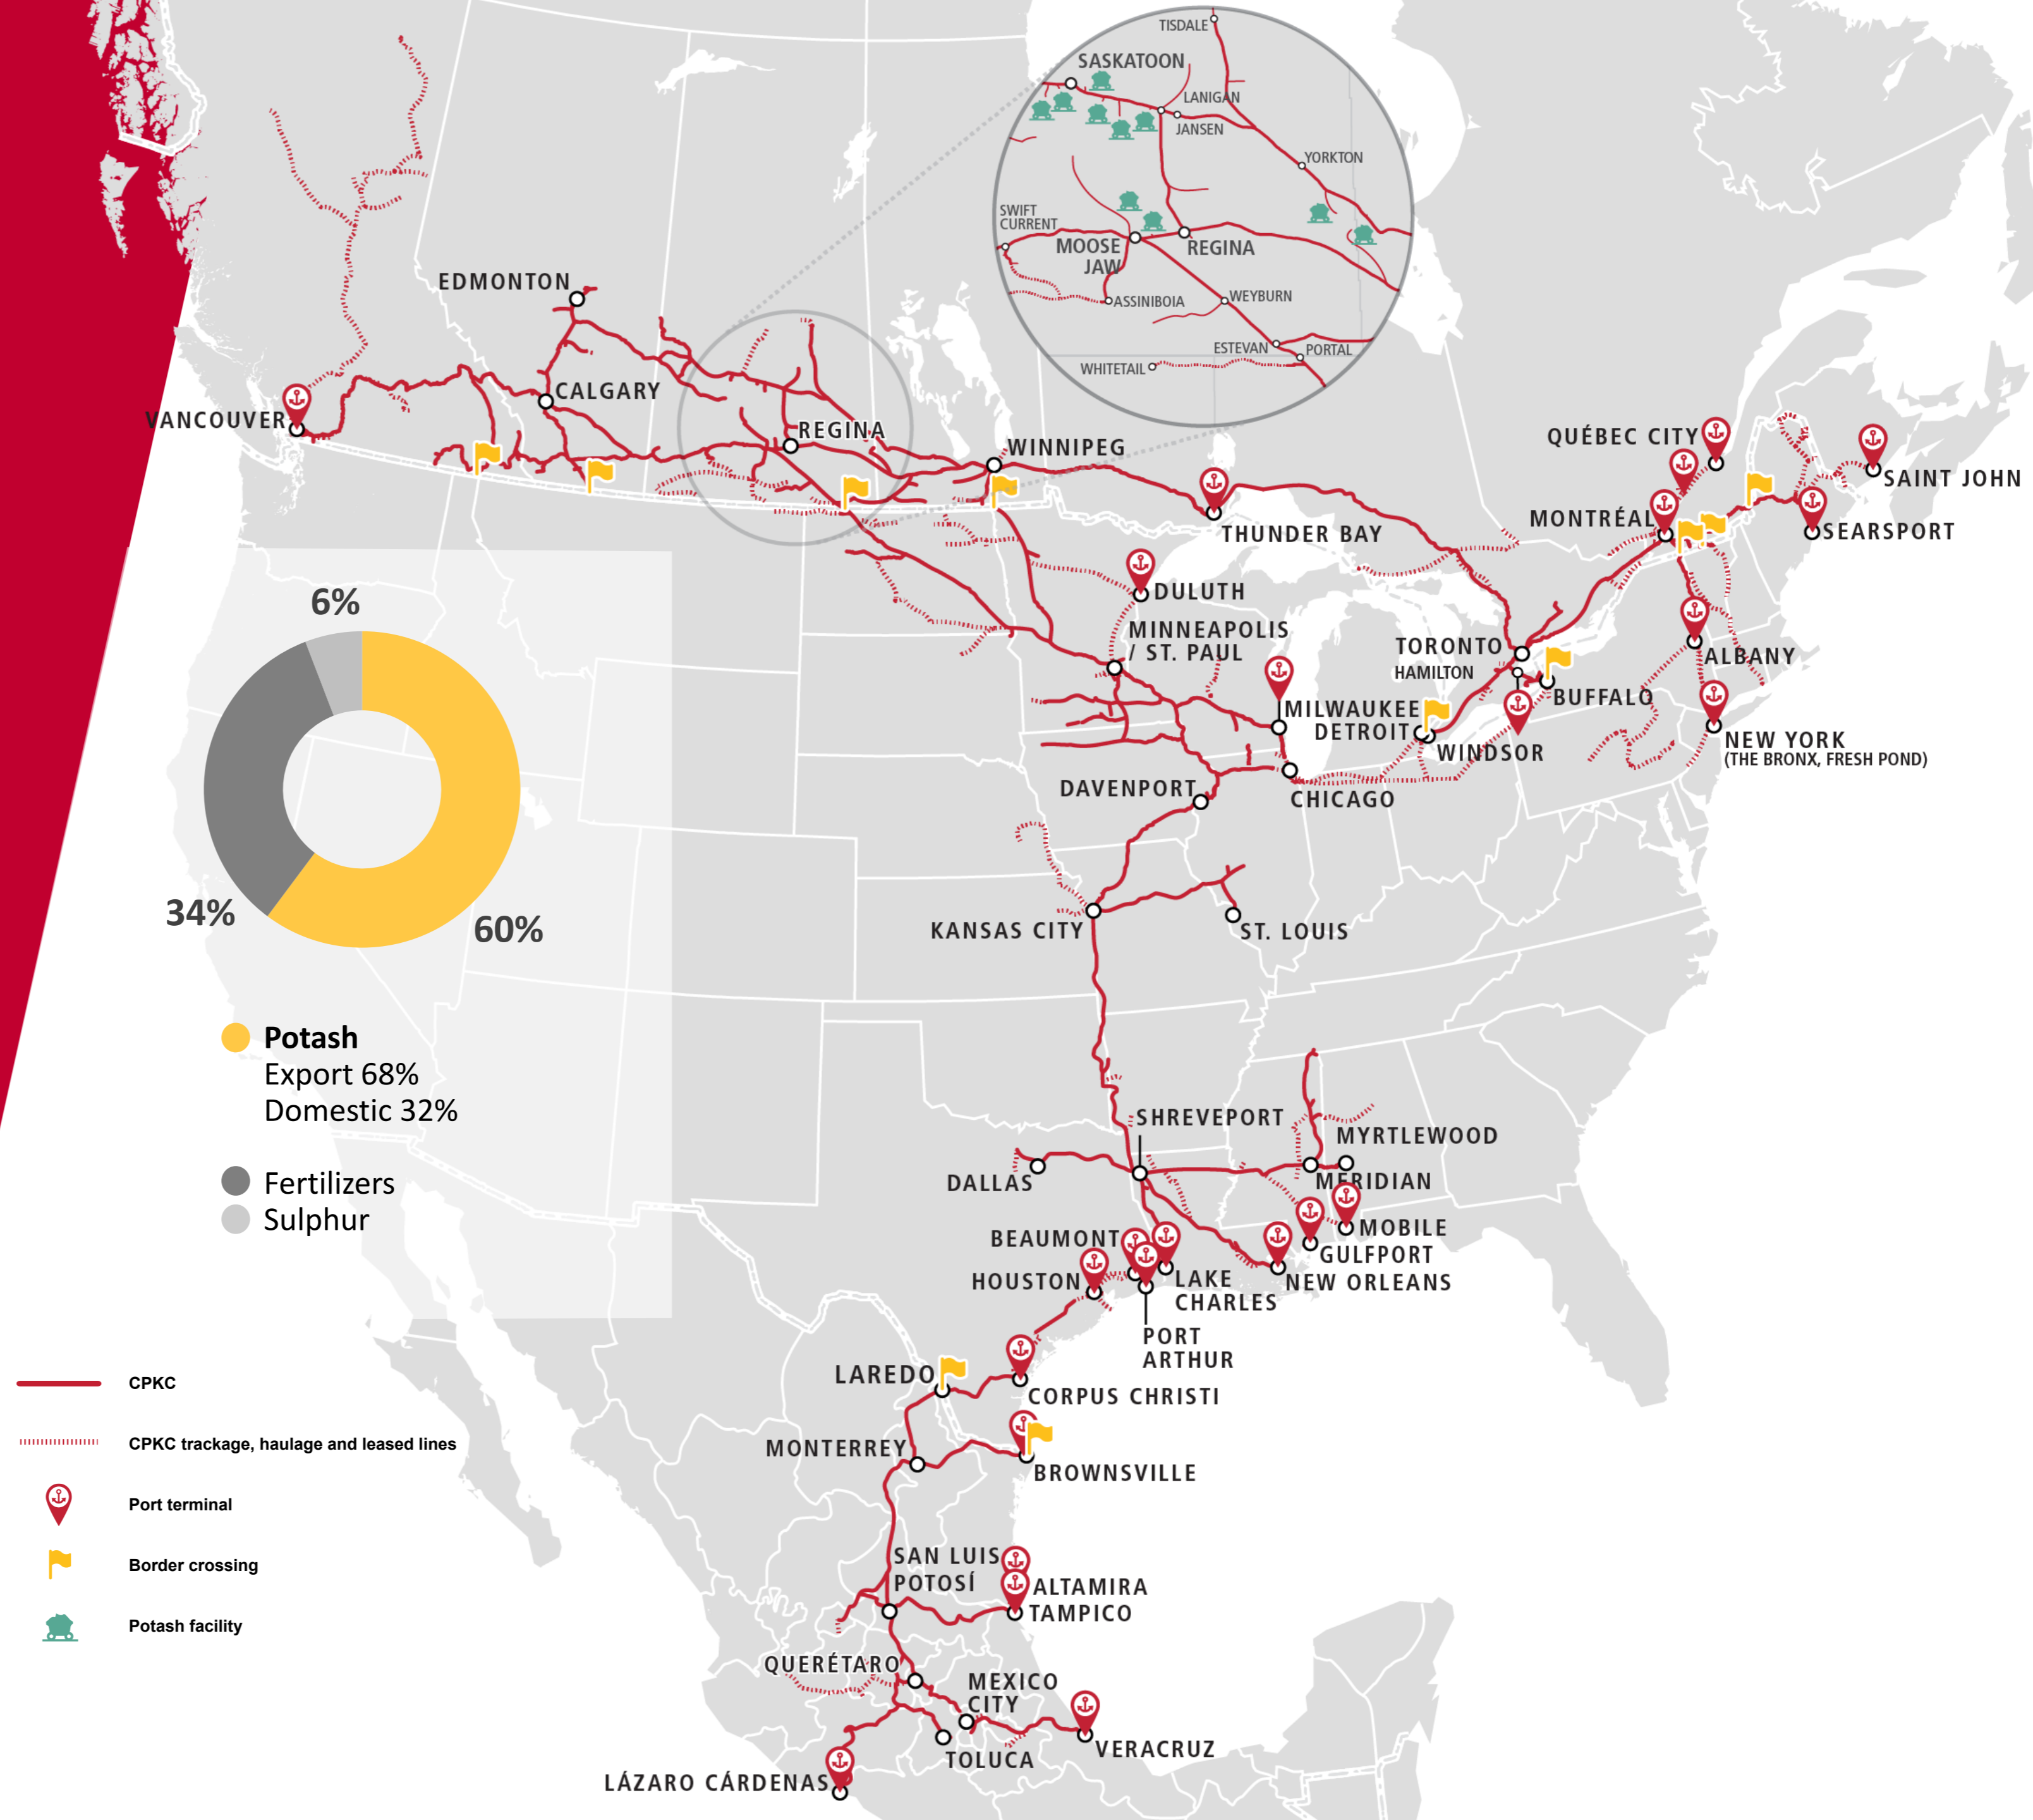 TISDALE
SASKATOON
LANIGAN
JANSEN
YORKTON
SWIFT
CURRENT
MOOSE
JAW
REGINA
ASSINIBOIA
WEYBURN
ESTEVAN
PORTAL
WHITETAIL
EDMONTON
CALGARY
VANCOUVER
REGINA
WINNIPEG
THUNDER BAY
QUÉBEC CITY
SAINT JOHN
MONTRÉAL
SEARSPORT
DULUTH
MINNEAPOLIS
/ ST. PAUL
TORONTO
HAMILTON
ALBANY
BUFFALO
MILWAUKEE
DETROIT
WINDSOR
NEW YORK
(THE BRONX, FRESH POND)
DAVENPORT
CHICAGO
KANSAS CITY
ST. LOUIS
6%
34%
60%
Potash
Export 68%
Domestic 32%
Fertilizers
Sulphur
SHREVEPORT
MYRTLEWOOD
DALLAS
MERIDIAN
BEAUMONT
MOBILE
GULFPORT
HOUSTON
LAKE
CHARLES
NEW ORLEANS
PORT
ARTHUR
LAREDO
CORPUS CHRISTI
MONTERREY
BROWNSVILLE
SAN LUIS
POTOSÍ
ALTAMIRA
TAMPICO
QUERÉTARO
MEXICO
CITY
TOLUCA
VERACRUZ
LÁZARO CÁRDENAS
CPKC
CPKC trackage, haulage and leased lines
Port terminal
Border crossing
Potash facility